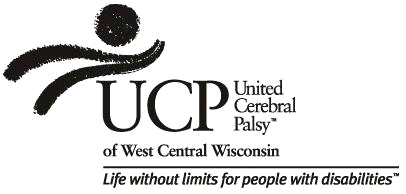 UCP United
Cerebral
Palsy™
of West Central Wisconsin
Life without limits for people with disabilities™